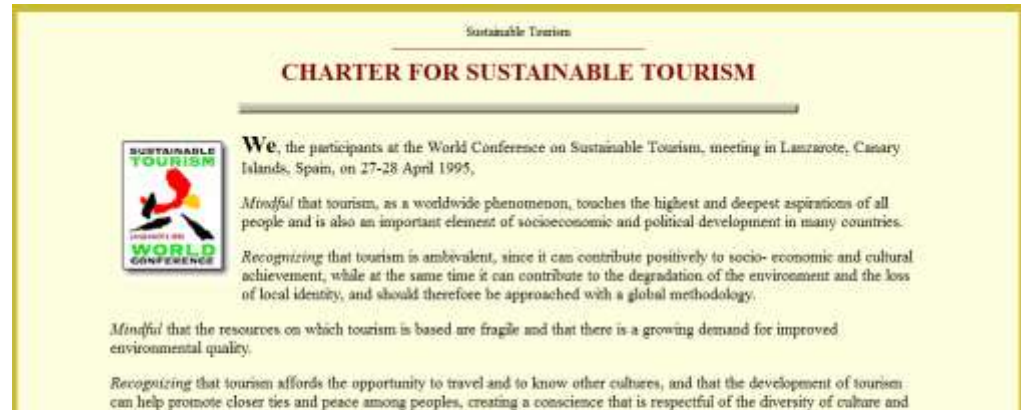 Sustainable Tourism
CHARTER FOR SUSTAINABLE TOURISM
SUSTAINABLE
TOURISM
WORLD
CONFERENCE
We, the participants at the World Conference on Sustainable Tourism, meeting in Lanzarote, Canary
Islands, Spain, on 27-28 April 1995,
Mindful that tourism, as a worldwide phenomenon, touches the highest and deepest aspirations of all
people and is also an important element of socioeconomic and political development in many countries.
Recognizing that tourism is ambivalent, since it can contribute positively to socio- economic and cultural
achievement, while at the same time it can contribute to the degradation of the environment and the loss
of local identity, and should therefore be approached with a global methodology.
Mindful that the resources on which tourism is based are fragile and that there is a growing demand for improved
environmental quality.
Recognizing that tourism affords the opportunity to travel and to know other cultures, and that the development of tourism
can help promote closer ties and peace among peoples, creating a conscience that is respectful of the diversity of culture and